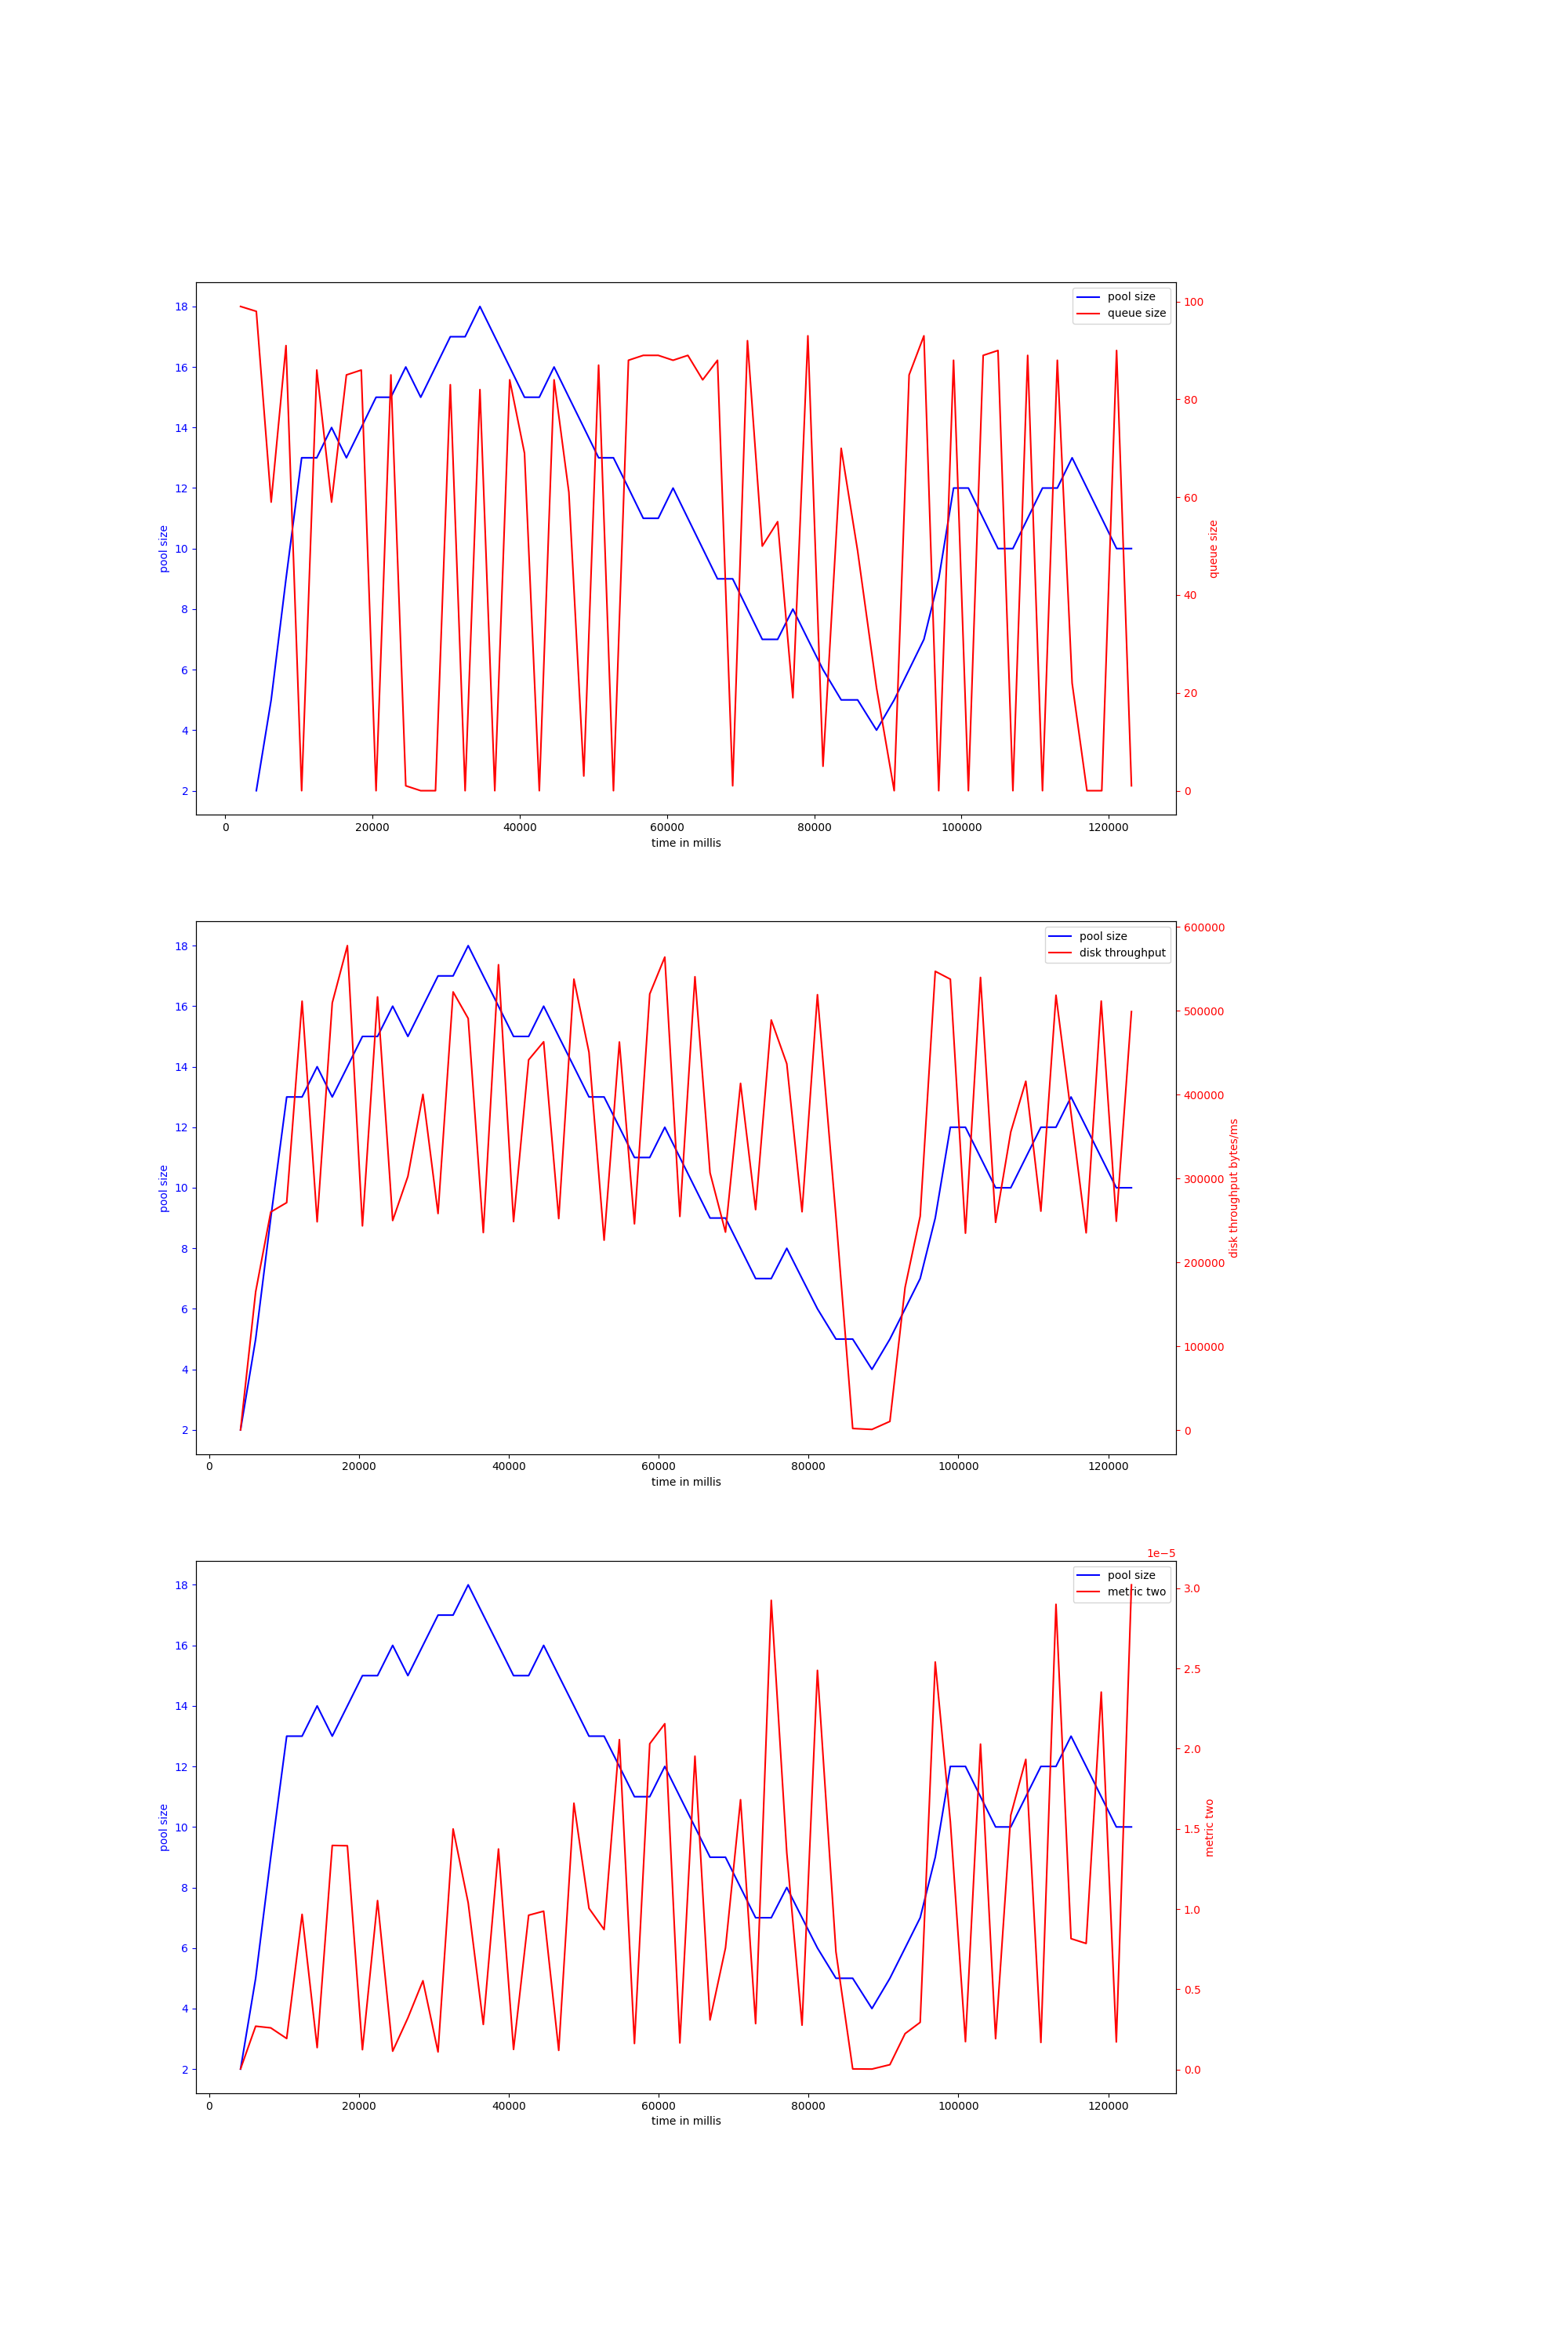 pool size
queue size
18
16
14
12
10
8
6
4
2
pool size
100
80
60
40
20
0
queue size
0 20000 40000 60000 80000 100000 120000
time in millis
pool size
disk throughput
18
16
14
12
10
8
6
4
2
pool size
600000
500000
400000
300000
200000
100000
0
disk throughput bytes/ms
0 20000 40000 60000 80000 100000 120000
time in millis
1e−5
pool size
metric two
18
16
14
12
10
8
6
4
2
pool size
3.0
2.5
2.0
1.5
1.0
0.5
0.0
metric two
0 20000 40000 60000 80000 100000 120000
time in millis